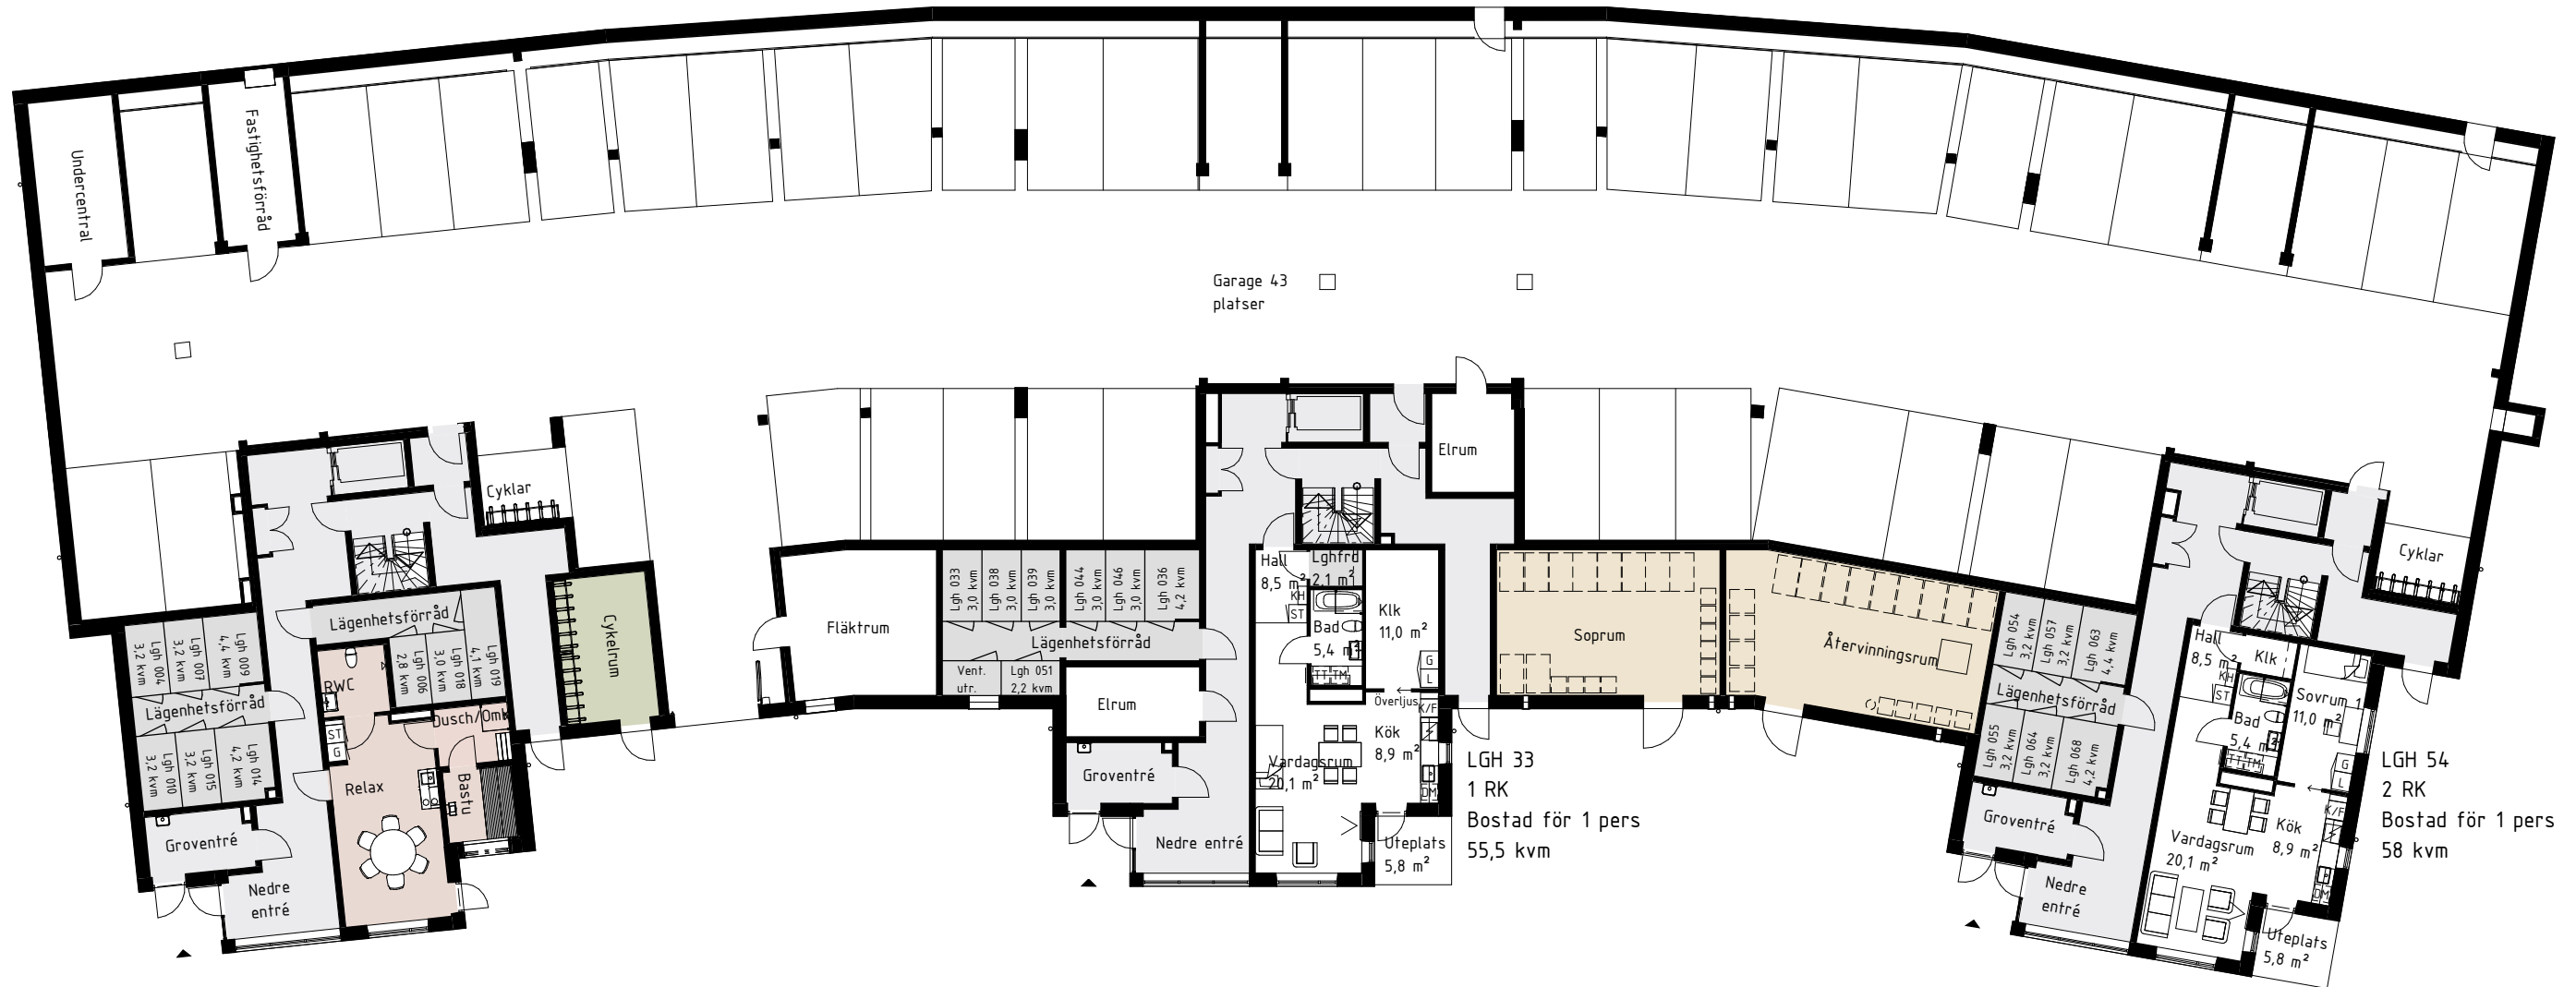 Undercentral
Fastighetsförråd
Garage 43
platser
Cyklar
Lägenhetsförråd
Lgh 004
3,2 kvm
Lgh 007
3,2 kvm
Lgh 009
4,4 kvm
Lägenhetsförråd
Lgh 010
3,2 kvm
Lgh 015
3,2 kvm
Lgh 014
4,2 kvm
Lgh 006
2,8 kvm
Lgh 018
3,0 kvm
Lgh 019
4,1 kvm
RWC
ST
G
Dusch/Omk
Relax
Bastu
Groventré
Nedre
entré
Cykelrum
Fläktrum
Lgh 033
3,0 kvm
Lgh 038
3,0 kvm
Lgh 039
3,0 kvm
Lgh 044
3,0 kvm
Lgh 046
3,0 kvm
Lgh 036
4,2 kvm
Lägenhetsförråd
Vent.
utr.
Lgh 051
2,2 kvm
Elrum
Groventré
Nedre entré
Elrum
Hall
8,5 m²
Lghfrd
2,1 m²
KH
ST
Bad
5,4 m²
TT TM
Klk
11,0 m²
G
L
Överljus
K/F
Kök
8,9 m²
DM
Vardagsrum
20,1 m²
Uteplats
5,8 m²
LGH 33
1 RK
Bostad för 1 pers
55,5 kvm
Soprum
Återvinningsrum
Lgh 054
3,2 kvm
Lgh 057
3,2 kvm
Lgh 063
4,4 kvm
Lägenhetsförråd
Lgh 055
3,2 kvm
Lgh 064
3,2 kvm
Lgh 068
4,2 kvm
Groventré
Nedre
entré
Cyklar
Hall
8,5 m²
Klk
KH
ST
Bad
5,4 m²
TT TM
Sovrum 1
11,0 m²
G
L
K/F
Kök
8,9 m²
DM
Vardagsrum
20,1 m²
Uteplats
5,8 m²
LGH 54
2 RK
Bostad för 1 pers
58 kvm